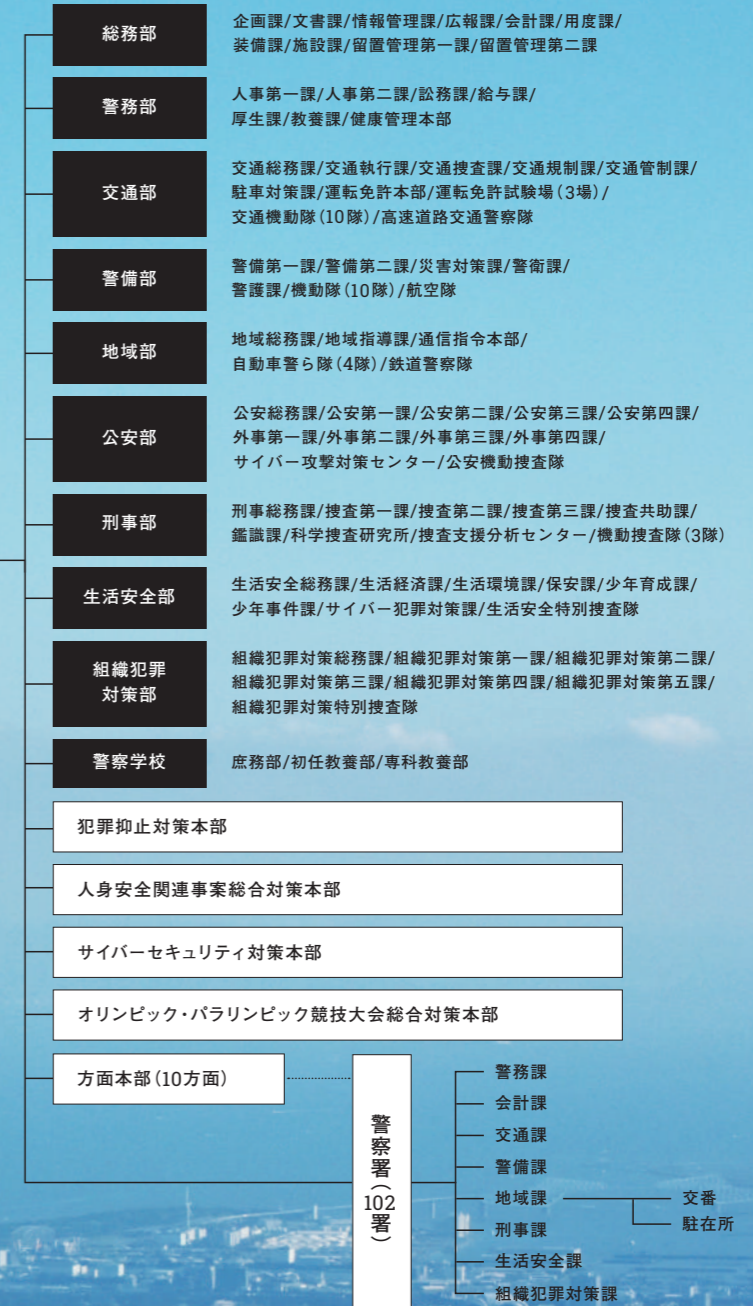 総務部
企画課/文書課/情報管理課/広報課/会計課/用度課/
装備課/施設課/留置管理第一課/留置管理第二課
警務部
人事第一課/人事第二課/訟務課/給与課/
厚生課/教養課/健康管理本部
交通部
交通総務課/交通執行課/交通捜査課/交通規制課/交通管制課/
駐車対策課/運転免許本部/運転免許試験場(3場)/
交通機動隊(10隊)/高速道路交通警察隊
警備部
警備第一課/警備第二課/災害対策課/警衛課/
警護課/機動隊(10隊)/航空隊
地域部
地域総務課/地域指導課/通信指令本部/
自動車警ら隊(4隊)/鉄道警察隊
公安部
公安総務課/公安第一課/公安第二課/公安第三課/公安第四課/
外事第一課/外事第二課/外事第三課/外事第四課/
サイバー攻撃対策センター/公安機動捜査隊
刑事部
刑事総務課/捜査第一課/捜査第二課/捜査第三課/捜査共助課/
鑑識課/科学捜査研究所/捜査支援分析センター/機動捜査隊(3隊)
生活安全部
生活安全総務課/生活経済課/生活環境課/保安課/少年育成課/
少年事件課/サイバー犯罪対策課/生活安全特別捜査隊
組織犯罪
対策部
組織犯罪対策総務課/組織犯罪対策第一課/組織犯罪対策第二課/
組織犯罪対策第三課/組織犯罪対策第四課/組織犯罪対策第五課/
組織犯罪対策特別捜査隊
警察学校
庶務部/初任教養部/専科教養部
犯罪抑止対策本部
人身安全関連事案総合対策本部
サイバーセキュリティ対策本部
オリンピック・パラリンピック競技大会総合対策本部
方面本部(10方面)
警察署(102署)
警務課
会計課
交通課
警備課
地域課
交番
駐在所
刑事課
生活安全課
組織犯罪対策課